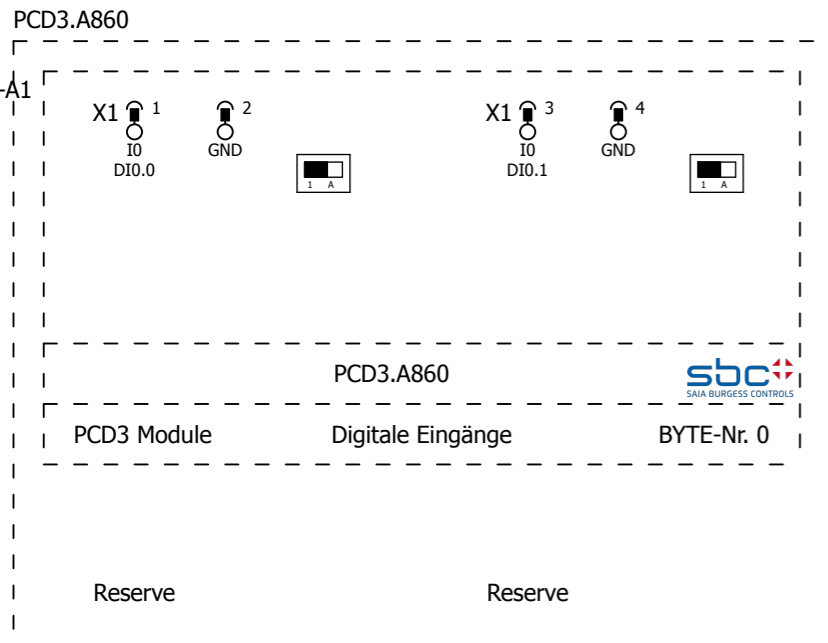 PCD3.A860
-A1
X1 1 2 X1 3 4
I0 GND I0 GND
DI0.0 DI0.1
1 A 1 A
PCD3.A860 sbc
SAIA BURGESS CONTROLS
PCD3 Module Digitale Eingänge BYTE-Nr. 0
Reserve Reserve